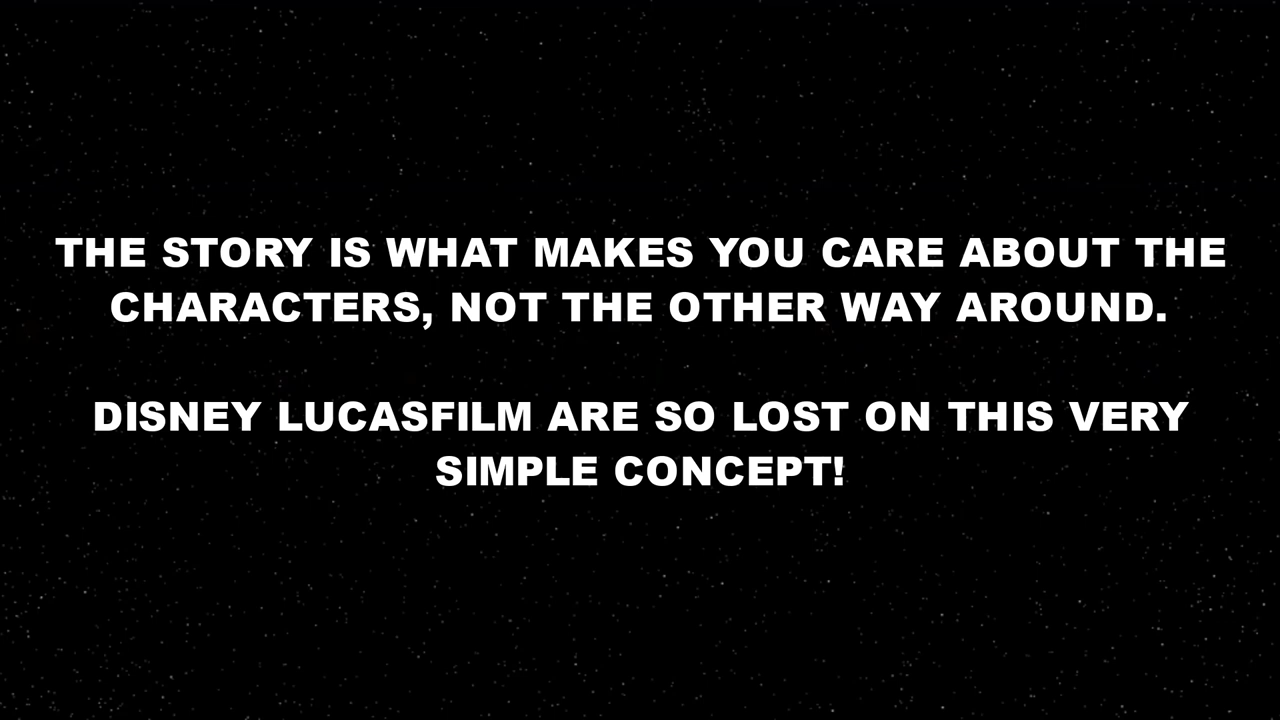 THE STORY IS WHAT MAKES YOU CARE ABOUT THE
CHARACTERS, NOT THE OTHER WAY AROUND.
DISNEY LUCASFILM ARE SO LOST ON THIS VERY
SIMPLE CONCEPT!